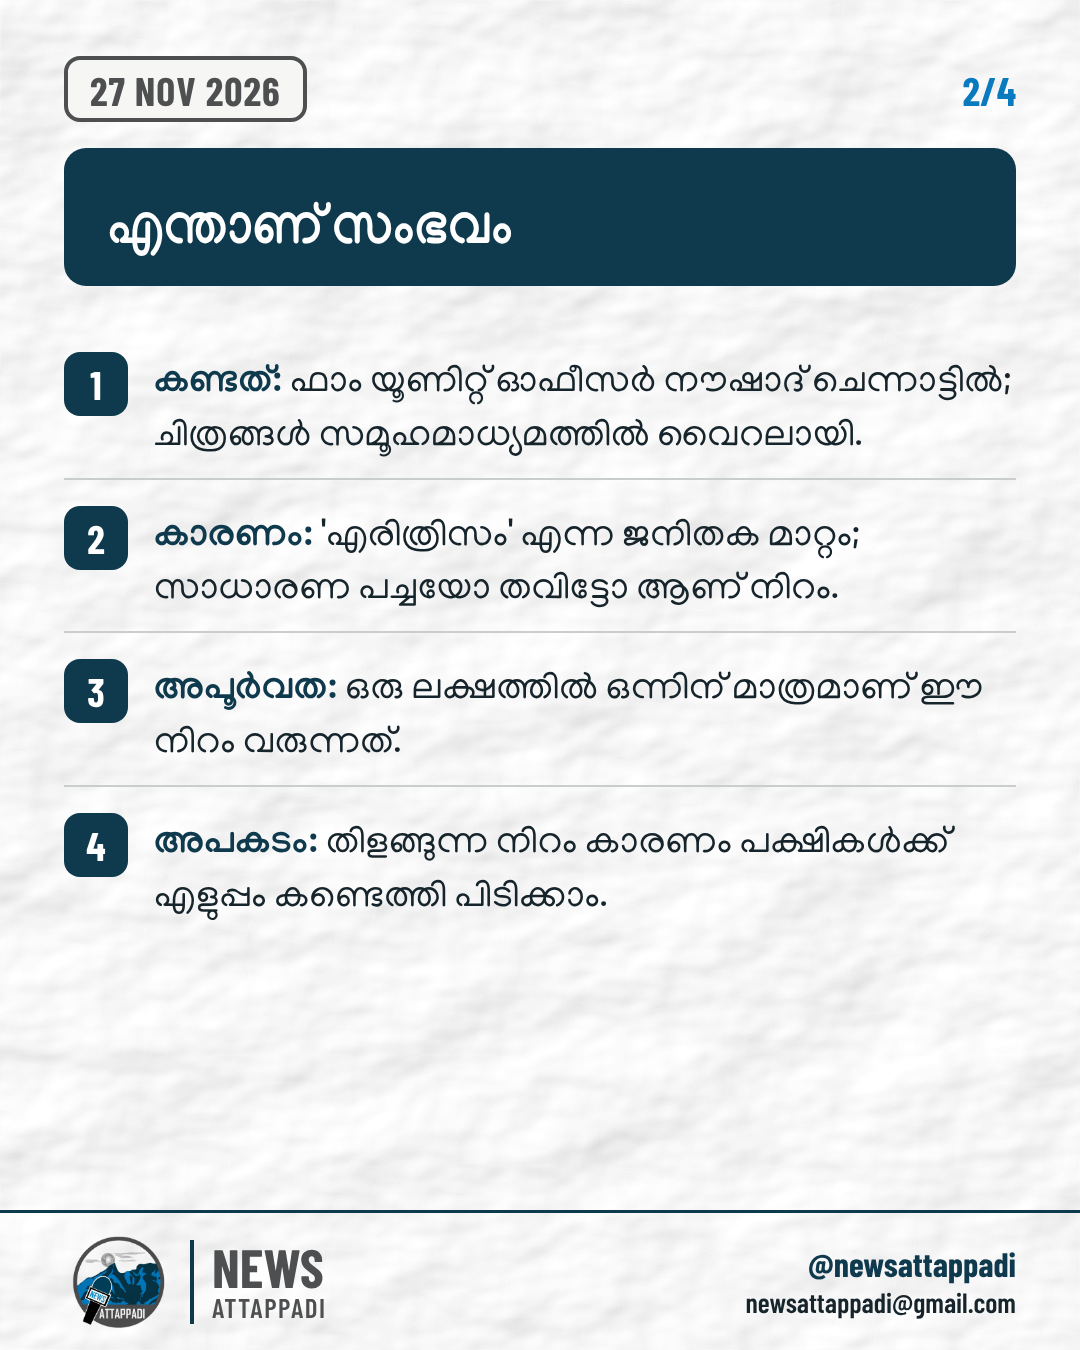 27 NOV 2026
2/4
എന്താണ് സംഭവം
1
കണ്ടത്: ഫാം യൂണിറ്റ് ഓഫീസർ നൗഷാദ് ചെന്നാട്ടിൽ;
ചിത്രങ്ങൾ സമൂഹമാധ്യമത്തിൽ വൈറലായി.
2
കാരണം: 'എരിത്രിസം' എന്ന ജനിതക മാറ്റം;
സാധാരണ പച്ചയോ തവിട്ടോ ആണ് നിറം.
3
അപൂർവത: ഒരു ലക്ഷത്തിൽ ഒന്നിന് മാത്രമാണ് ഈ
നിറം വരുന്നത്.
4
അപകടം: തിളങ്ങുന്ന നിറം കാരണം പക്ഷികൾക്ക്
എളുപ്പം കണ്ടെത്തി പിടിക്കാം.
NEWS
ATTAPPADI
NEWS
ATTAPPADI
@newsattappadi
newsattappadi@gmail.com